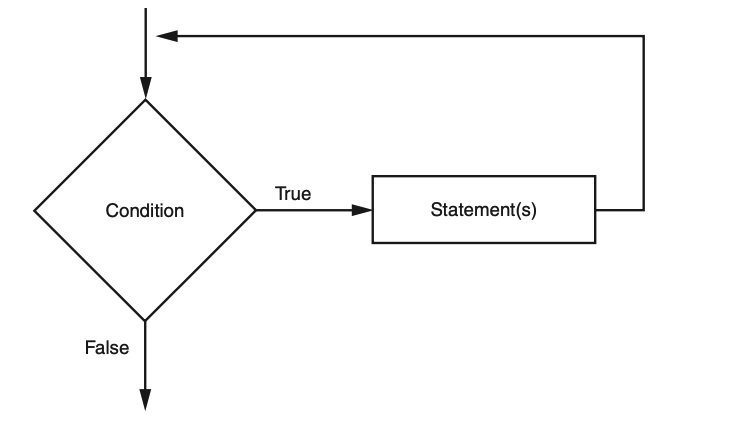 True
Condition
Statement(s)
False